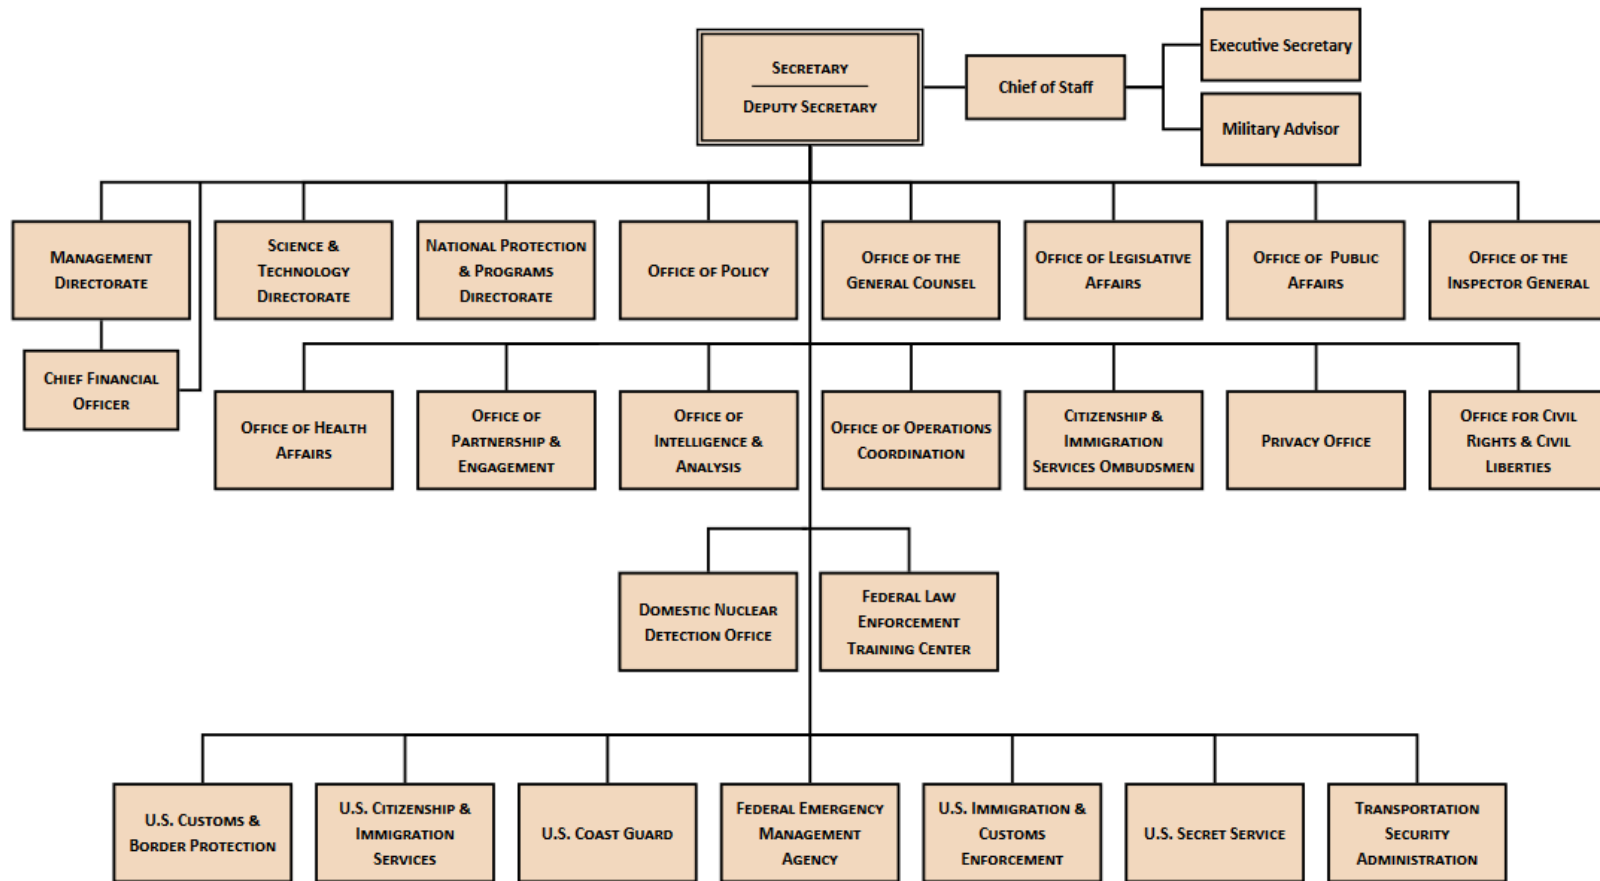 SECRETARY
DEPUTY SECRETARY
Chief of Staff
Executive Secretary
Military Advisor
MANAGEMENT
DIRECTORATE
SCIENCE &
TECHNOLOGY
DIRECTORATE
NATIONAL PROTECTION
& PROGRAMS
DIRECTORATE
OFFICE OF POLICY
OFFICE OF THE
GENERAL COUNSEL
OFFICE OF LEGISLATIVE
AFFAIRS
OFFICE OF PUBLIC
AFFAIRS
OFFICE OF THE
INSPECTOR GENERAL
CHIEF FINANCIAL
OFFICER
OFFICE OF HEALTH
AFFAIRS
OFFICE OF
PARTNERSHIP &
ENGAGEMENT
OFFICE OF
INTELLIGENCE &
ANALYSIS
OFFICE OF OPERATIONS
COORDINATION
CITIZENSHIP &
IMMIGRATION
SERVICES OMBUDSMEN
PRIVACY OFFICE
OFFICE FOR CIVIL
RIGHTS & CIVIL
LIBERTIES
DOMESTIC NUCLEAR
DETECTION OFFICE
FEDERAL LAW
ENFORCEMENT
TRAINING CENTER
U.S. CUSTOMS &
BORDER PROTECTION
U.S. CITIZENSHIP &
IMMIGRATION
SERVICES
U.S. COAST GUARD
FEDERAL EMERGENCY
MANAGEMENT
AGENCY
U.S. IMMIGRATION &
CUSTOMS
ENFORCEMENT
U.S. SECRET SERVICE
TRANSPORTATION
SECURITY
ADMINISTRATION